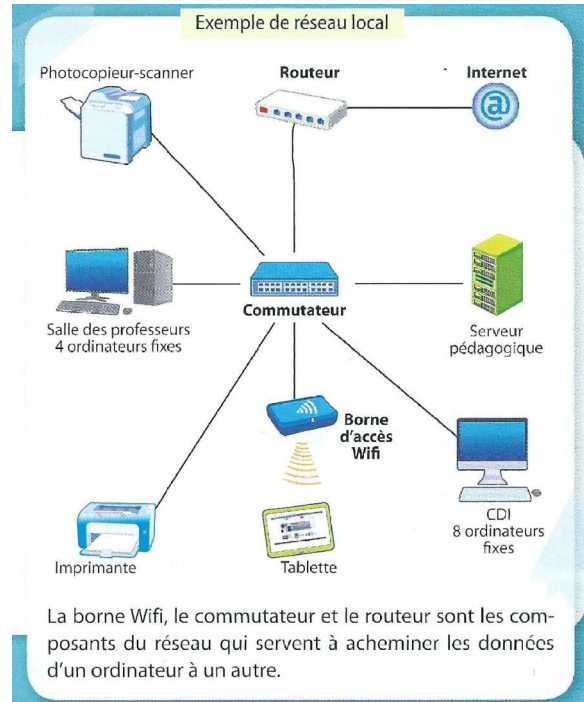 Exemple de réseau local
Photocopieur-scanner
Routeur
Internet
@
Salle des professeurs
4 ordinateurs fixes
Commutateur
Serveur
pédagogique
Borne
d'accès
Wifi
Imprimante
Tablette
CDI
8 ordinateurs
fixes
La borne Wifi, le commutateur et le routeur sont les com-
posants du réseau qui servent à acheminer les données
d'un ordinateur à un autre.